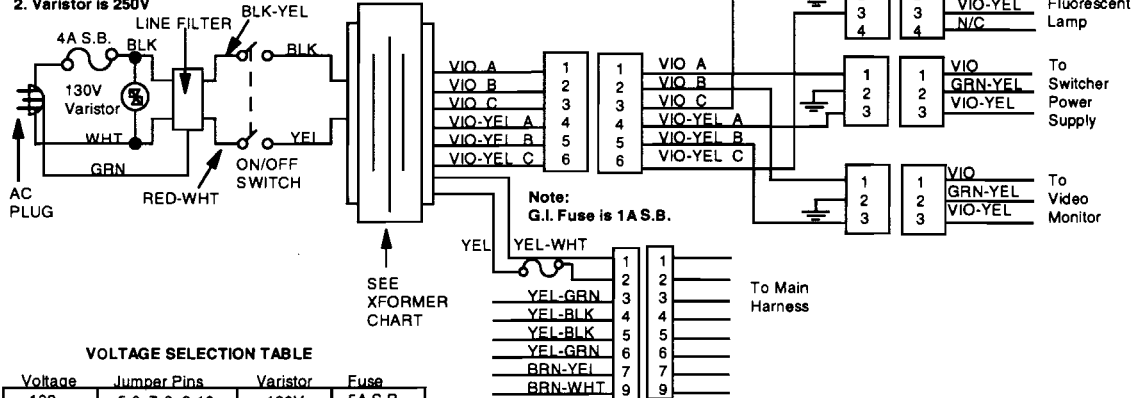 2. Varistor is 250V
LINE FILTER
BLK-YEL
4A S.B.
BLK
BLK
130V
Varistor
WHT
GRN
YEL
ON/OFF
SWITCH
RED-WHT
AC
PLUG
SEE
XFORMER
CHART
VIO A
VIO B
VIO C
VIO-YEL A
VIO-YEL B
VIO-YEL C
1
2
3
4
5
6
1
2
3
4
5
6
VIO A
VIO B
VIO C
VIO-YEL A
VIO-YEL B
VIO-YEL C
3
4
3
4
VIO-YEL
N/C
Fluorescent
Lamp
1
2
3
1
2
3
VIO
GRN-YEL
VIO-YEL
To
Switcher
Power
Supply
1
2
3
1
2
3
VIO
GRN-YEL
VIO-YEL
To
Video
Monitor
Note:
G.I. Fuse is 1A S.B.
YEL
YEL-WHT
YEL-GRN
YEL-BLK
YEL-BLK
YEL-GRN
BRN-YEL
BRN-WHT
1
2
3
4
5
6
7
9
1
2
3
4
5
6
7
9
To Main
Harness
VOLTAGE SELECTION TABLE
Voltage Jumper Pins Varistor Fuse